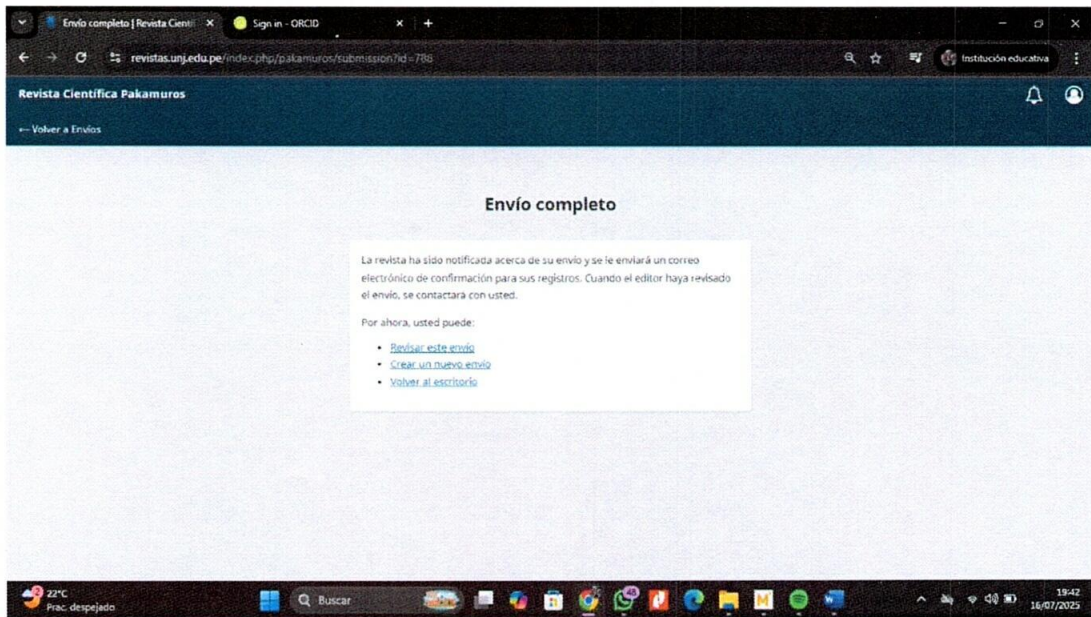 Envío completo | Revista Cientí
Sign in - ORCID
revistas.unj.edu.pe/index.php/pakamuros/submission?id=788
Institución educativa
Revista Científica Pakamuros
← Volver a Envíos
Envío completo
La revista ha sido notificada acerca de su envío y se le enviará un correo
electrónico de confirmación para sus registros. Cuando el editor haya revisado
el envío, se contactará con usted.
Por ahora, usted puede:
• Revisar este envío
• Crear un nuevo envío
• Volver al escritorio
2
22°C
Prac. despejado
Buscar
48
19:42
16/07/2025